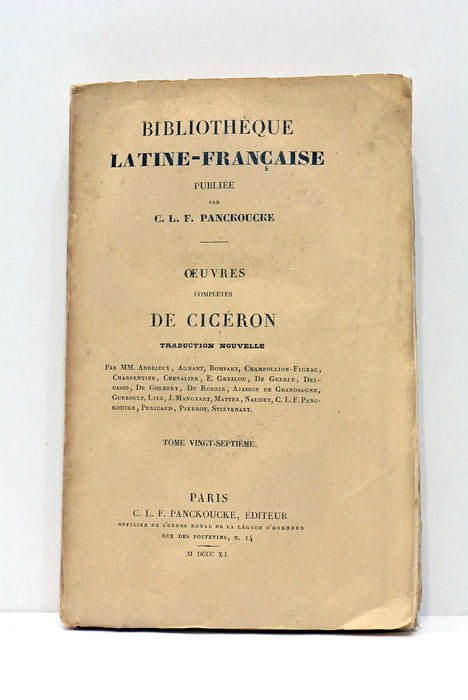 BIBLIOTHÈQUE
LATINE-FRANÇAISE
PUBLIÉE
PAR
C. L. F. PANCKOUCKE
OEUVRES
COMPLÈTES
DE CICÉRON
TRADUCTION NOUVELLE
Par MM. Andrieux, Agnant, Bompart, Champollion-Figeac,
Charpentier, Chevalier, E. Greslou, De Guerle, Del-
casso, De Golbery, Du Rozoir, Ajasson de Grandsagne,
Gueroult, Liez, J. Mangeart, Matter, Naudet, C. L. F. Panc-
koucke, Pericaud, Pierrot, Stievenart.
TOME VINGT-SEPTIÈME.
PARIS
C. L. F. PANCKOUCKE, ÉDITEUR
OFFICIER DE L'ORDRE ROYAL DE LA LÉGION D'HONNEUR
RUE DES POITEVINS, N. 14
M DCCC XL